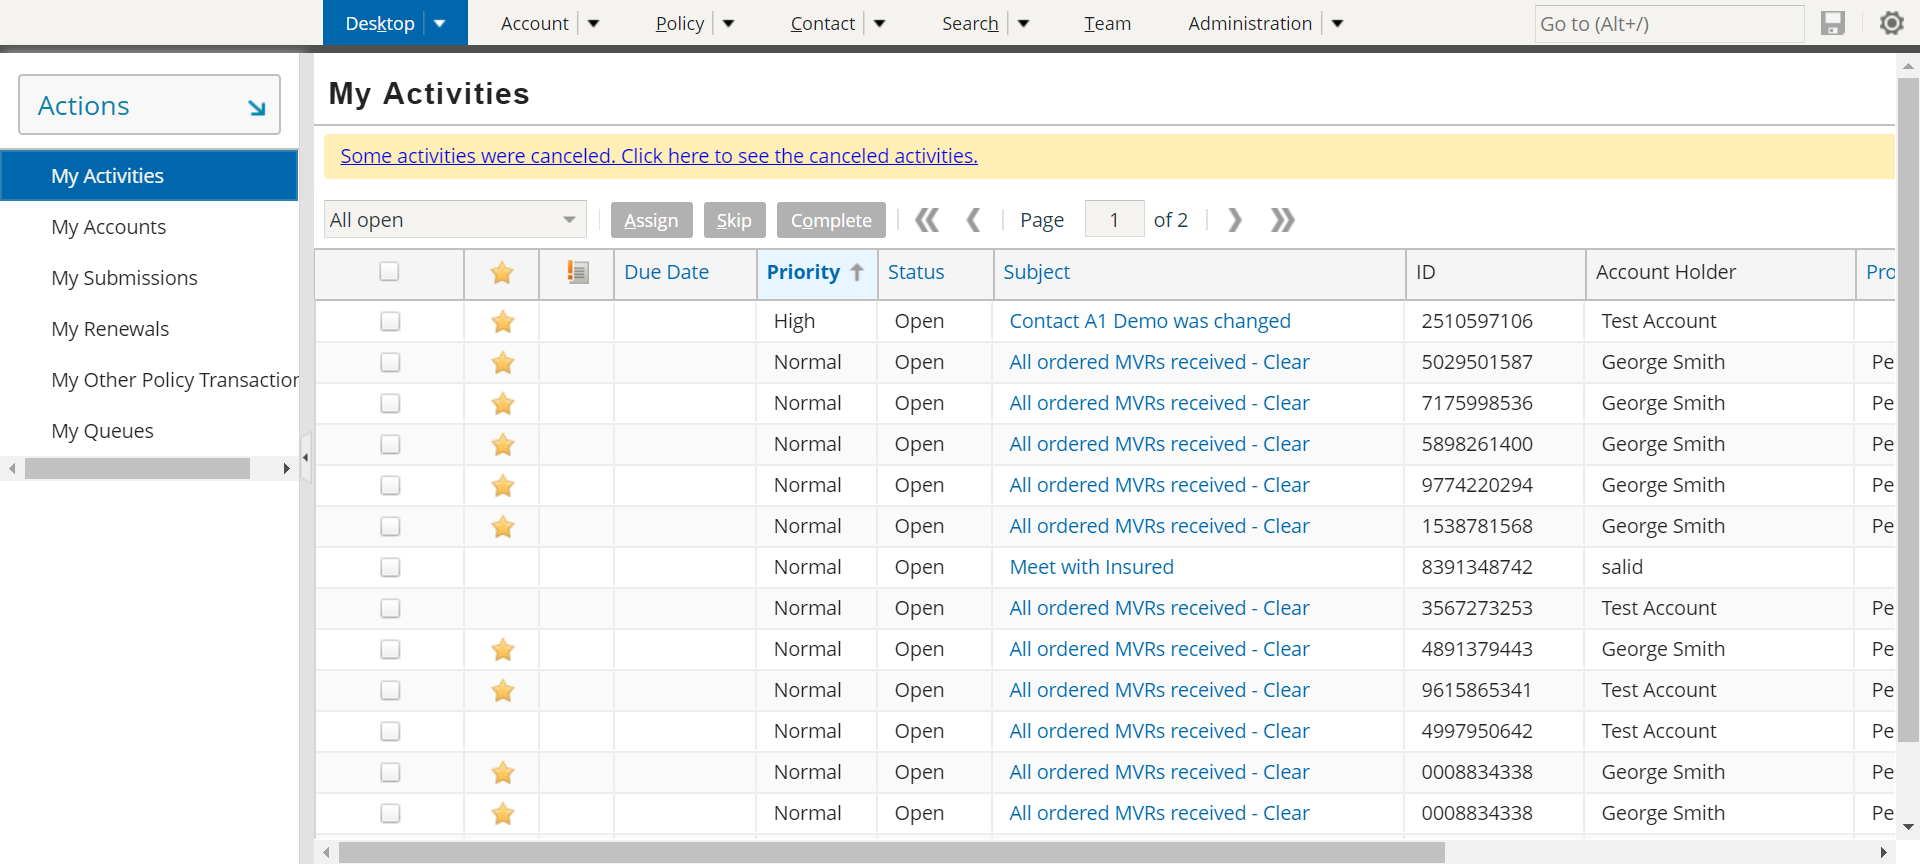 Desktop Account Policy Contact Search Team Administration Go to (Alt+/)
Actions
My Activities
My Accounts
My Submissions
My Renewals
My Other Policy Transaction
My Queues
My Activities
Some activities were canceled. Click here to see the canceled activities.
All open Assign Skip Complete Page 1 of 2
Due Date Priority Status Subject ID Account Holder Pro
High Open Contact A1 Demo was changed 2510597106 Test Account
Normal Open All ordered MVRs received - Clear 5029501587 George Smith Pe
Normal Open All ordered MVRs received - Clear 7175998536 George Smith Pe
Normal Open All ordered MVRs received - Clear 5898261400 George Smith Pe
Normal Open All ordered MVRs received - Clear 9774220294 George Smith Pe
Normal Open All ordered MVRs received - Clear 1538781568 George Smith Pe
Normal Open Meet with Insured 8391348742 salid
Normal Open All ordered MVRs received - Clear 3567273253 Test Account Pe
Normal Open All ordered MVRs received - Clear 4891379443 George Smith Pe
Normal Open All ordered MVRs received - Clear 9615865341 Test Account Pe
Normal Open All ordered MVRs received - Clear 4997950642 Test Account Pe
Normal Open All ordered MVRs received - Clear 0008834338 George Smith Pe
Normal Open All ordered MVRs received - Clear 0008834338 George Smith Pe